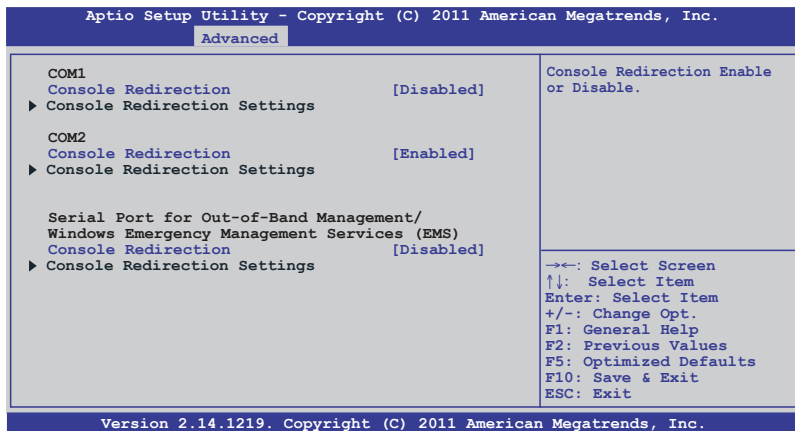 Aptio Setup Utility - Copyright (C) 2011 American Megatrends, Inc.
Advanced
COM1
Console Redirection [Disabled]
▶ Console Redirection Settings
COM2
Console Redirection [Enabled]
▶ Console Redirection Settings
Serial Port for Out-of-Band Management/
Windows Emergency Management Services (EMS)
Console Redirection [Disabled]
▶ Console Redirection Settings
Console Redirection Enable
or Disable.
→←: Select Screen
↑↓: Select Item
Enter: Select Item
+/-: Change Opt.
F1: General Help
F2: Previous Values
F5: Optimized Defaults
F10: Save & Exit
ESC: Exit
Version 2.14.1219. Copyright (C) 2011 American Megatrends, Inc.